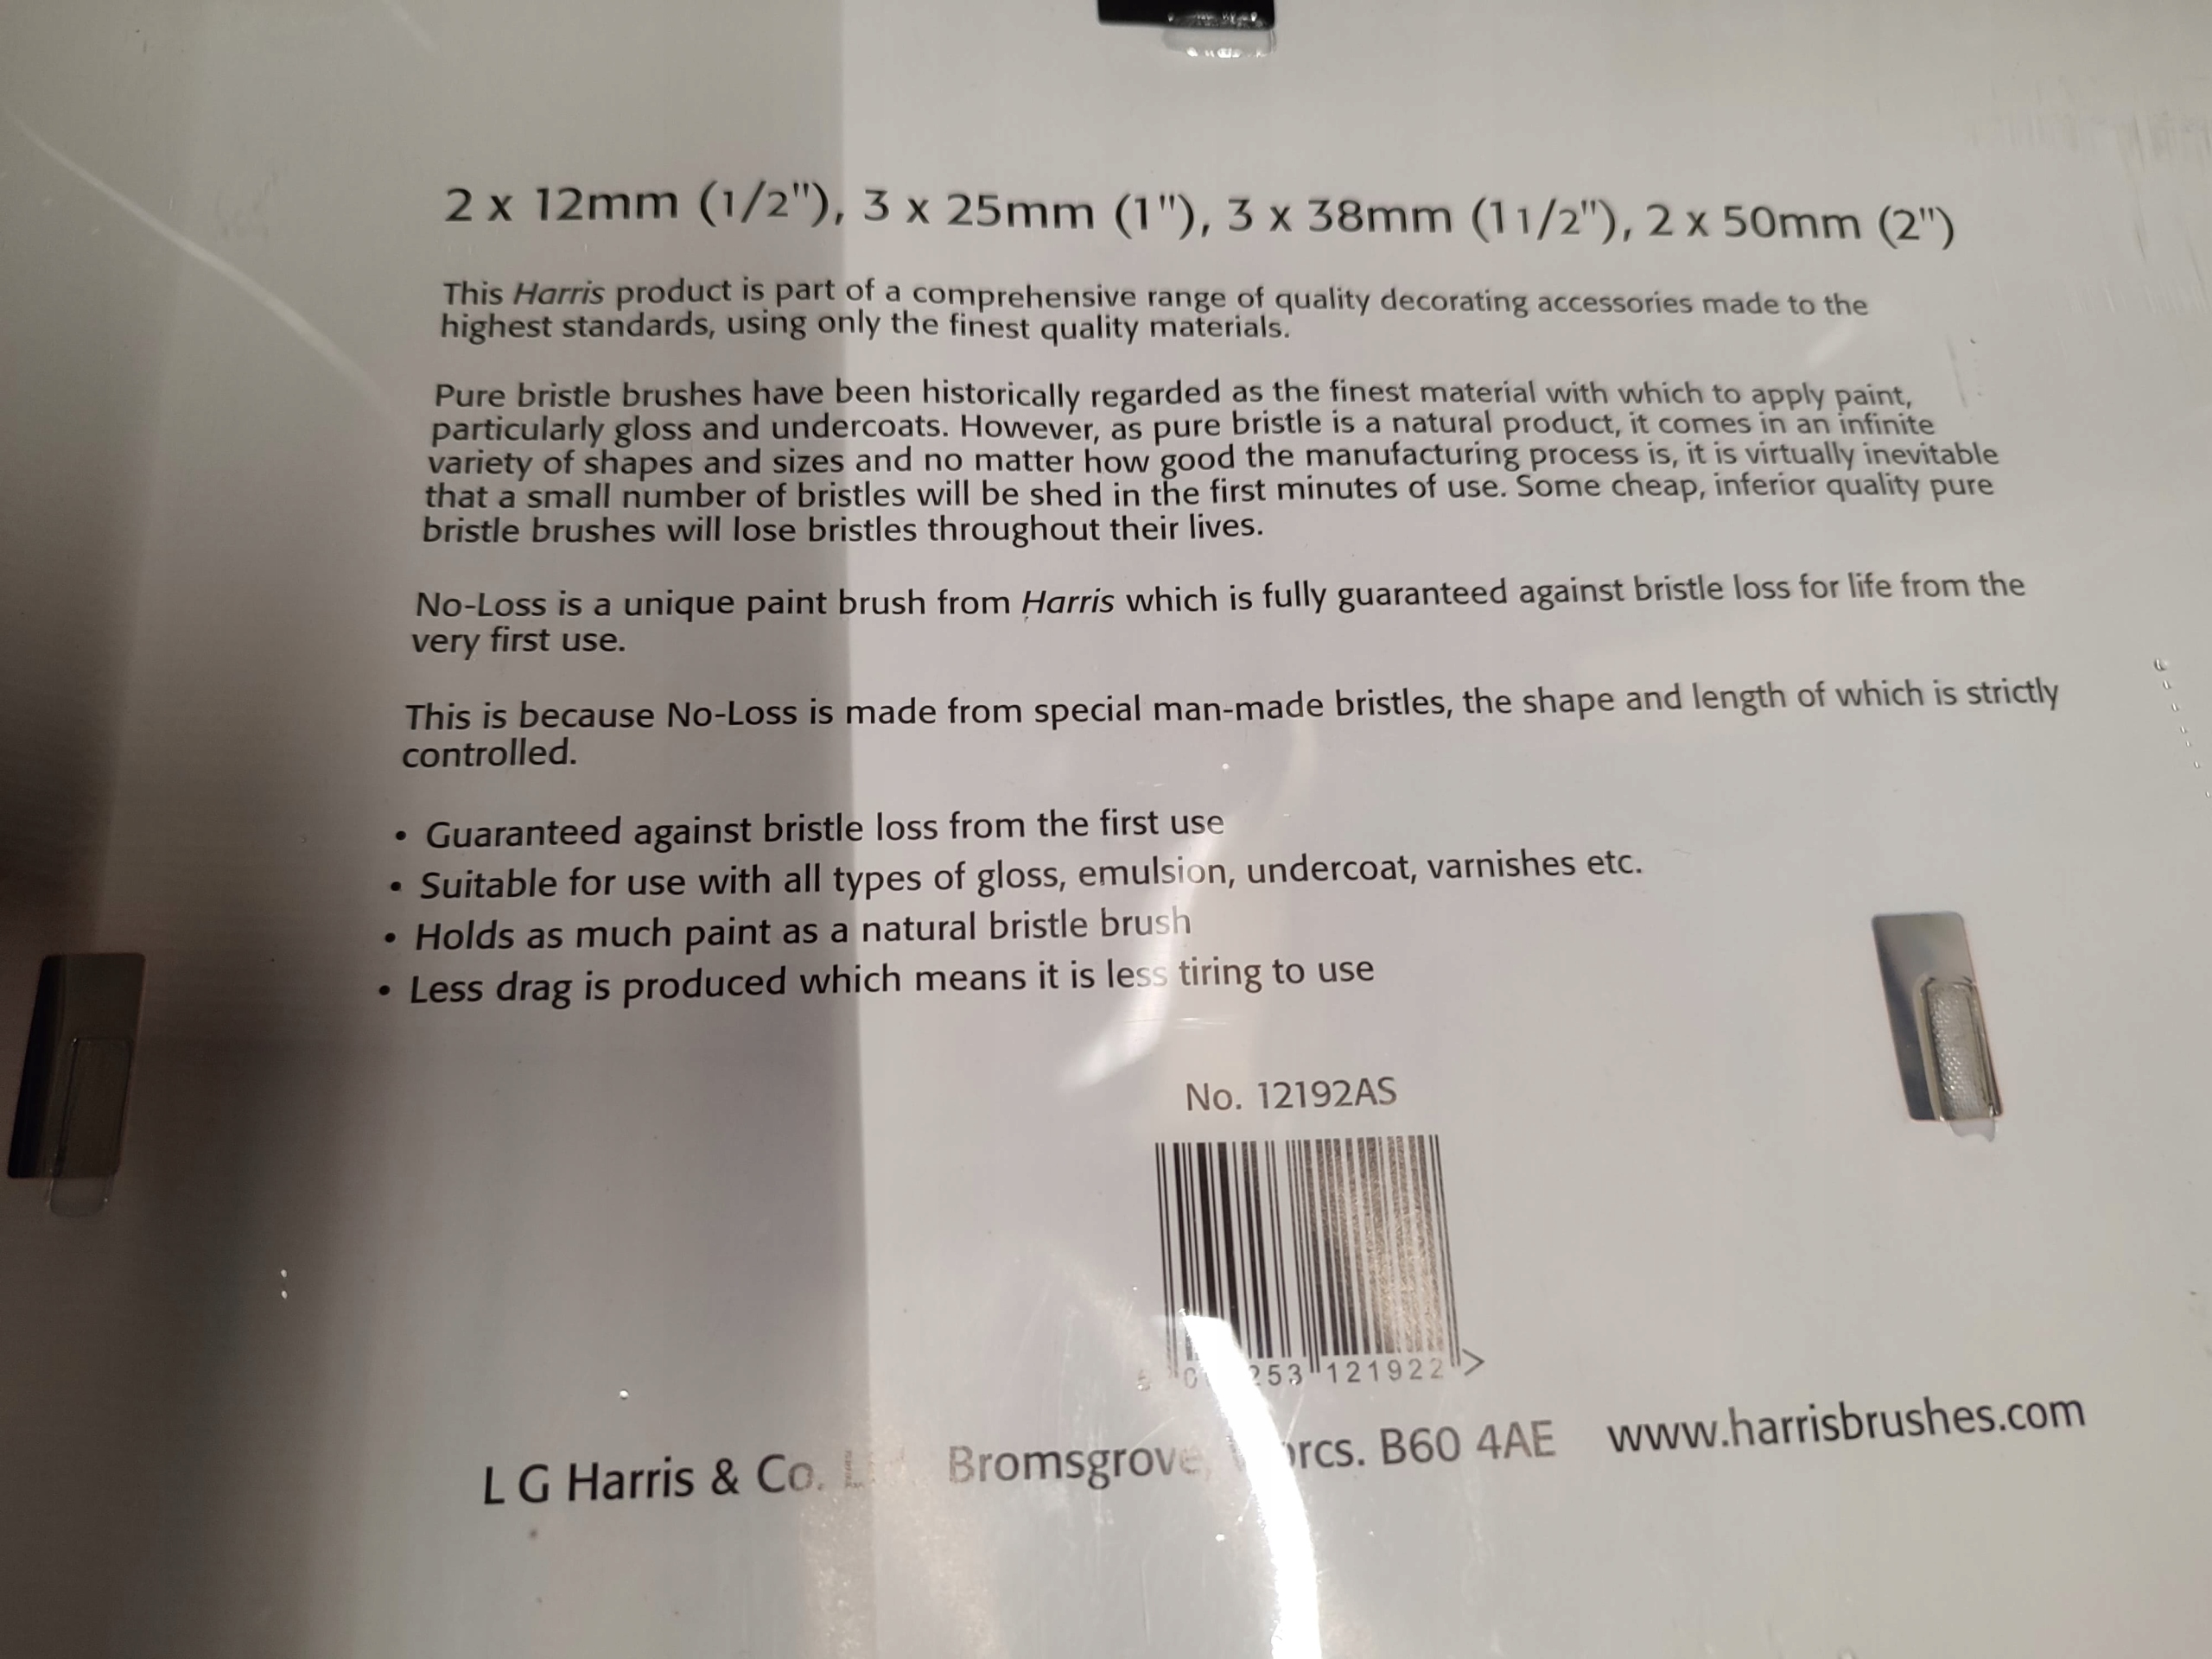 2 x 12mm (1/2"), 3 x 25mm (1"), 3 x 38mm (11/2"), 2 x 50mm (2")
This Harris product is part of a comprehensive range of quality decorating accessories made to the
highest standards, using only the finest quality materials.
Pure bristle brushes have been historically regarded as the finest material with which to apply paint,
particularly gloss and undercoats. However, as pure bristle is a natural product, it comes in an infinite
variety of shapes and sizes and no matter how good the manufacturing process is, it is virtually inevitable
that a small number of bristles will be shed in the first minutes of use. Some cheap, inferior quality pure
bristle brushes will lose bristles throughout their lives.
No-Loss is a unique paint brush from Harris which is fully guaranteed against bristle loss for life from the
very first use.
This is because No-Loss is made from special man-made bristles, the shape and length of which is strictly
controlled.
• Guaranteed against bristle loss from the first use
• Suitable for use with all types of gloss, emulsion, undercoat, varnishes etc.
• Holds as much paint as a natural bristle brush
• Less drag is produced which means it is less tiring to use
No. 12192AS
253 121922 >
L G Harris & Co. Bromsgrove, B60 4AE www.harrisbrushes.com